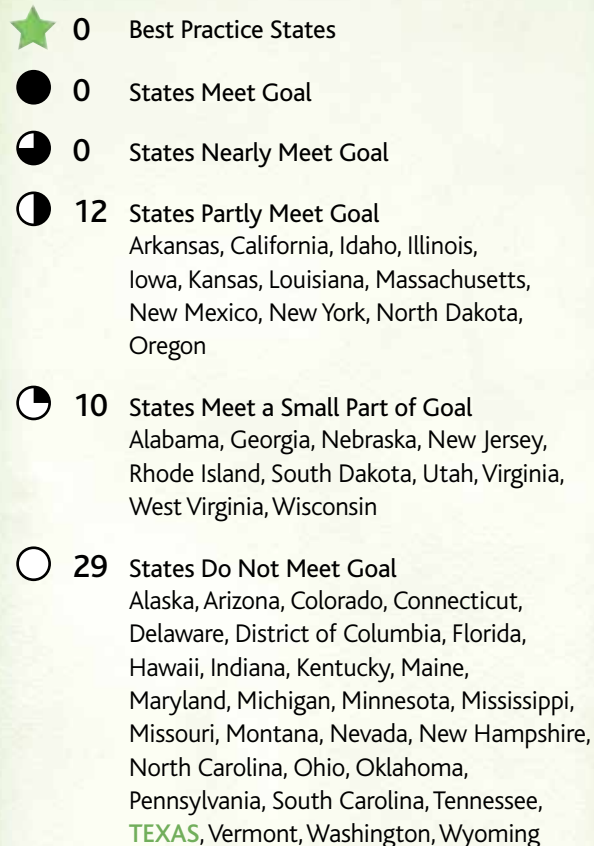 0 Best Practice States
0 States Meet Goal
0 States Nearly Meet Goal
12 States Partly Meet Goal
Arkansas, California, Idaho, Illinois,
Iowa, Kansas, Louisiana, Massachusetts,
New Mexico, New York, North Dakota,
Oregon
10 States Meet a Small Part of Goal
Alabama, Georgia, Nebraska, New Jersey,
Rhode Island, South Dakota, Utah, Virginia,
West Virginia, Wisconsin
29 States Do Not Meet Goal
Alaska, Arizona, Colorado, Connecticut,
Delaware, District of Columbia, Florida,
Hawaii, Indiana, Kentucky, Maine,
Maryland, Michigan, Minnesota, Mississippi,
Missouri, Montana, Nevada, New Hampshire,
North Carolina, Ohio, Oklahoma,
Pennsylvania, South Carolina, Tennessee,
TEXAS, Vermont, Washington, Wyoming